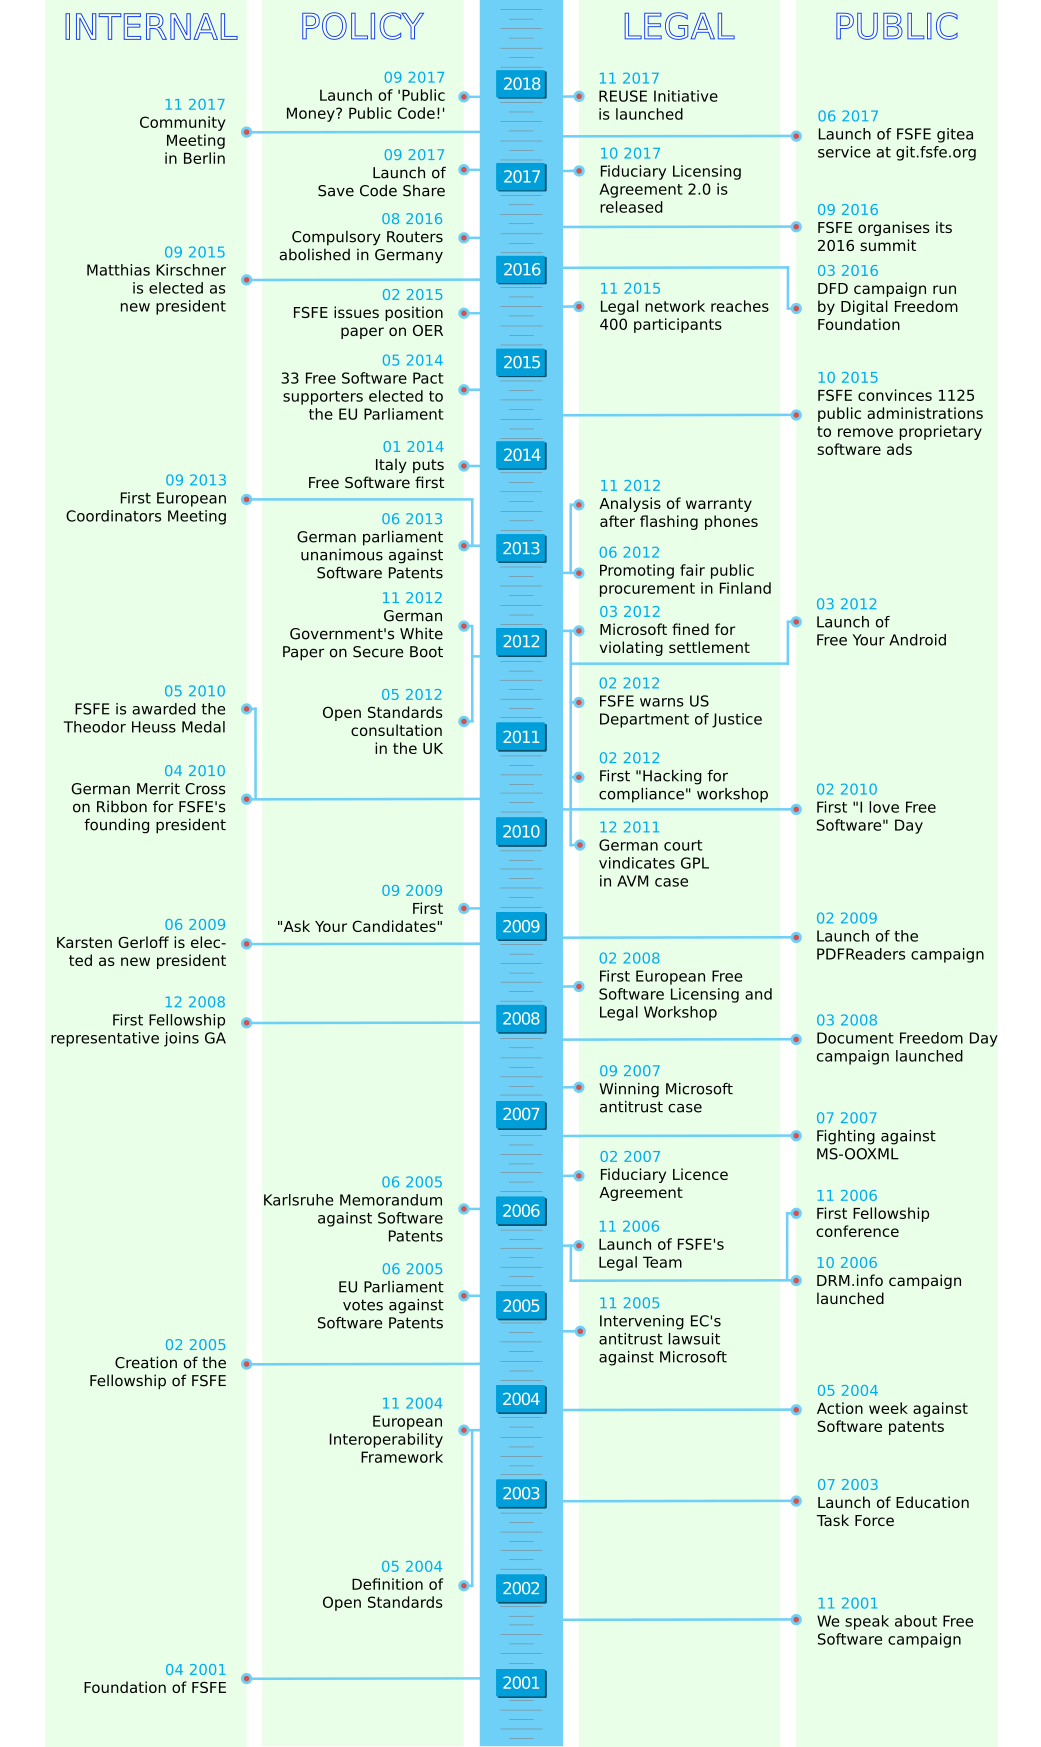 INTERNAL
11 2017
Community
Meeting
in Berlin
09 2015
Matthias Kirschner
is elected as
new president
09 2013
First European
Coordinators Meeting
05 2010
FSFE is awarded the
Theodor Heuss Medal
04 2010
German Merrit Cross
on Ribbon for FSFE's
founding president
06 2009
Karsten Gerloff is elec-
ted as new president
12 2008
First Fellowship
representative joins GA
02 2005
Creation of the
Fellowship of FSFE
04 2001
Foundation of FSFE
POLICY
09 2017
Launch of 'Public
Money? Public Code!'
09 2017
Launch of
Save Code Share
08 2016
Compulsory Routers
abolished in Germany
02 2015
FSFE issues position
paper on OER
05 2014
33 Free Software Pact
supporters elected to
the EU Parliament
01 2014
Italy puts
Free Software first
06 2013
German parliament
unanimous against
Software Patents
11 2012
German
Government's White
Paper on Secure Boot
05 2012
Open Standards
consultation
in the UK
09 2009
First
"Ask Your Candidates"
06 2005
Karlsruhe Memorandum
against Software
Patents
06 2005
EU Parliament
votes against
Software Patents
11 2004
European
Interoperability
Framework
05 2004
Definition of
Open Standards
2018
2017
2016
2015
2014
2013
2012
2011
2010
2009
2008
2007
2006
2005
2004
2003
2002
2001
LEGAL
11 2017
REUSE Initiative
is launched
10 2017
Fiduciary Licensing
Agreement 2.0 is
released
11 2015
Legal network reaches
400 participants
11 2012
Analysis of warranty
after flashing phones
06 2012
Promoting fair public
procurement in Finland
03 2012
Microsoft fined for
violating settlement
02 2012
FSFE warns US
Department of Justice
02 2012
First "Hacking for
compliance" workshop
12 2011
German court
vindicates GPL
in AVM case
02 2008
First European Free
Software Licensing and
Legal Workshop
09 2007
Winning Microsoft
antitrust case
02 2007
Fiduciary Licence
Agreement
11 2006
Launch of FSFE's
Legal Team
11 2005
Intervening EC's
antitrust lawsuit
against Microsoft
PUBLIC
06 2017
Launch of FSFE gitea
service at git.fsfe.org
09 2016
FSFE organises its
2016 summit
03 2016
DFD campaign run
by Digital Freedom
Foundation
10 2015
FSFE convinces 1125
public administrations
to remove proprietary
software ads
03 2012
Launch of
Free Your Android
02 2010
First "I love Free
Software" Day
02 2009
Launch of the
PDFReaders campaign
03 2008
Document Freedom Day
campaign launched
07 2007
Fighting against
MS-OOXML
11 2006
First Fellowship
conference
10 2006
DRM.info campaign
launched
05 2004
Action week against
Software patents
07 2003
Launch of Education
Task Force
11 2001
We speak about Free
Software campaign